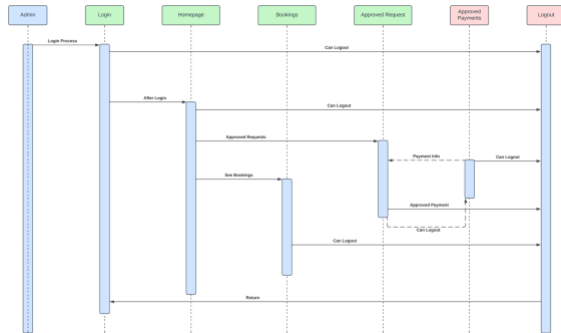 Admin
Login
Homepage
Bookings
Approved Request
Approved
Payments
Logout
Login Process
Can Logout
After Login
Can Logout
Approved Requests
Payment Info
Can Logout
See Bookings
Approved Payment
Can Logout
Can Logout
Return